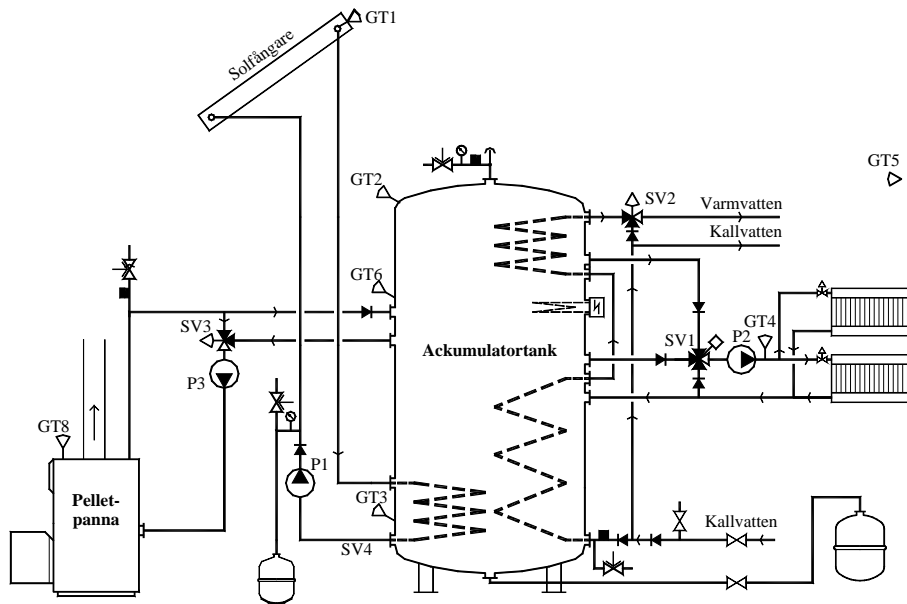 GT1
Solfångare
GT5
GT2
SV2
Varmvatten
Kallvatten
GT6
SV3
SV1
P2
GT4
Ackumulatortank
P3
GT8
P1
Pellet-
panna
GT3
SV4
Kallvatten